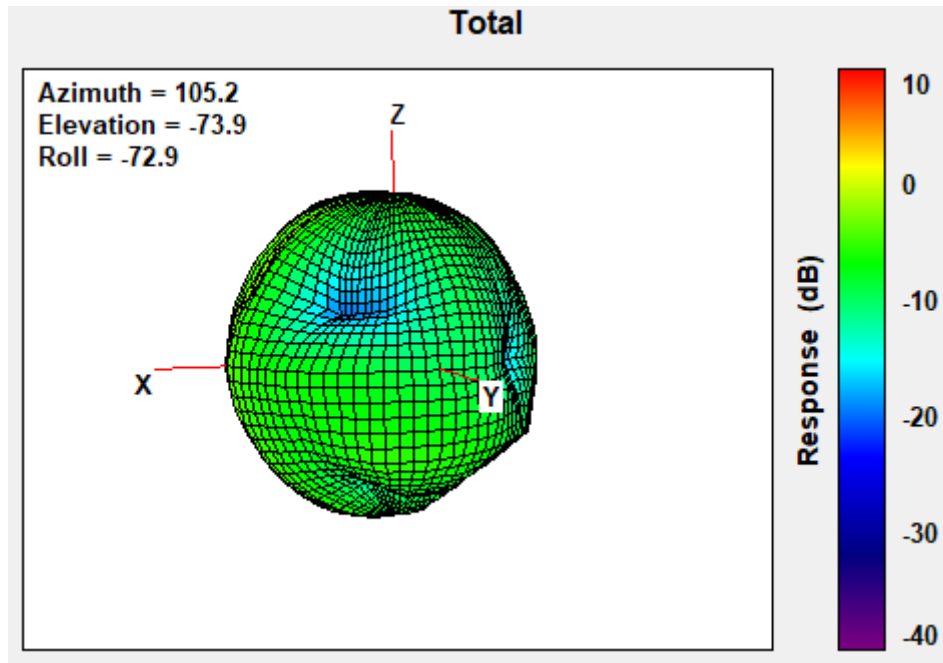 Total
Azimuth = 105.2
Elevation = -73.9
Roll = -72.9
Z
X
Y
10
0
-10
-20
-30
-40
Response (dB)